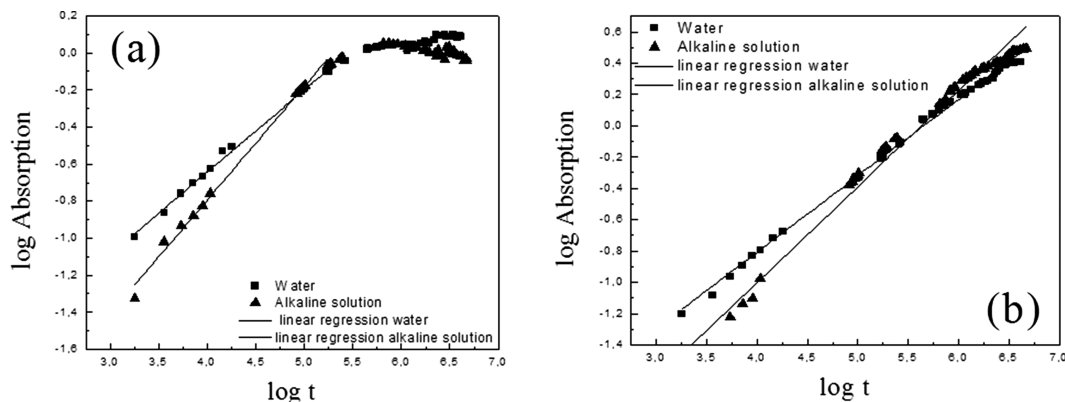 (a)
log Absorption
0,2
0,0
-0,2
-0,4
-0,6
-0,8
-1,0
-1,2
-1,4
-1,6
Water
Alkaline solution
linear regression water
linear regression alkaline solution
3,0 3,5 4,0 4,5 5,0 5,5 6,0 6,5 7,0
log t
Water
Alkaline solution
linear regression water
linear regression alkaline solution
log Absorption
0,6
0,4
0,2
0,0
-0,2
-0,4
-0,6
-0,8
-1,0
-1,2
-1,4
(b)
3,0 3,5 4,0 4,5 5,0 5,5 6,0 6,5 7,0
log t